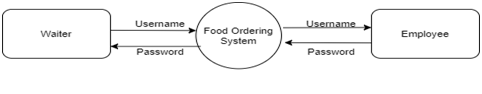 Username
Username
Waiter
Food Ordering
System
Employee
Password
Password